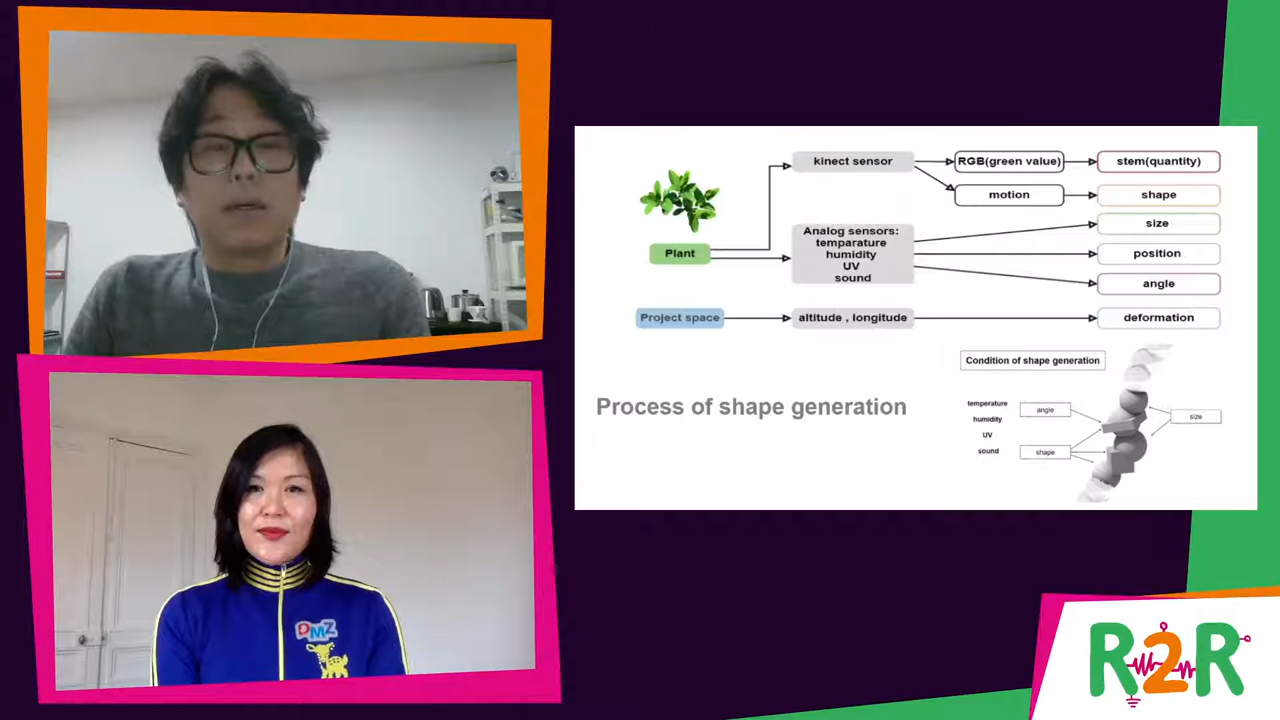 kinect sensor
RGB(green value)
stem(quantity)
motion
shape
Analog sensors:
temparature
humidity
UV
sound
size
position
angle
Plant
Project space
altitude , longitude
deformation
Process of shape generation
Condition of shape generation
temperature
humidity
UV
sound
angle
shape
size
DMZ
R2R